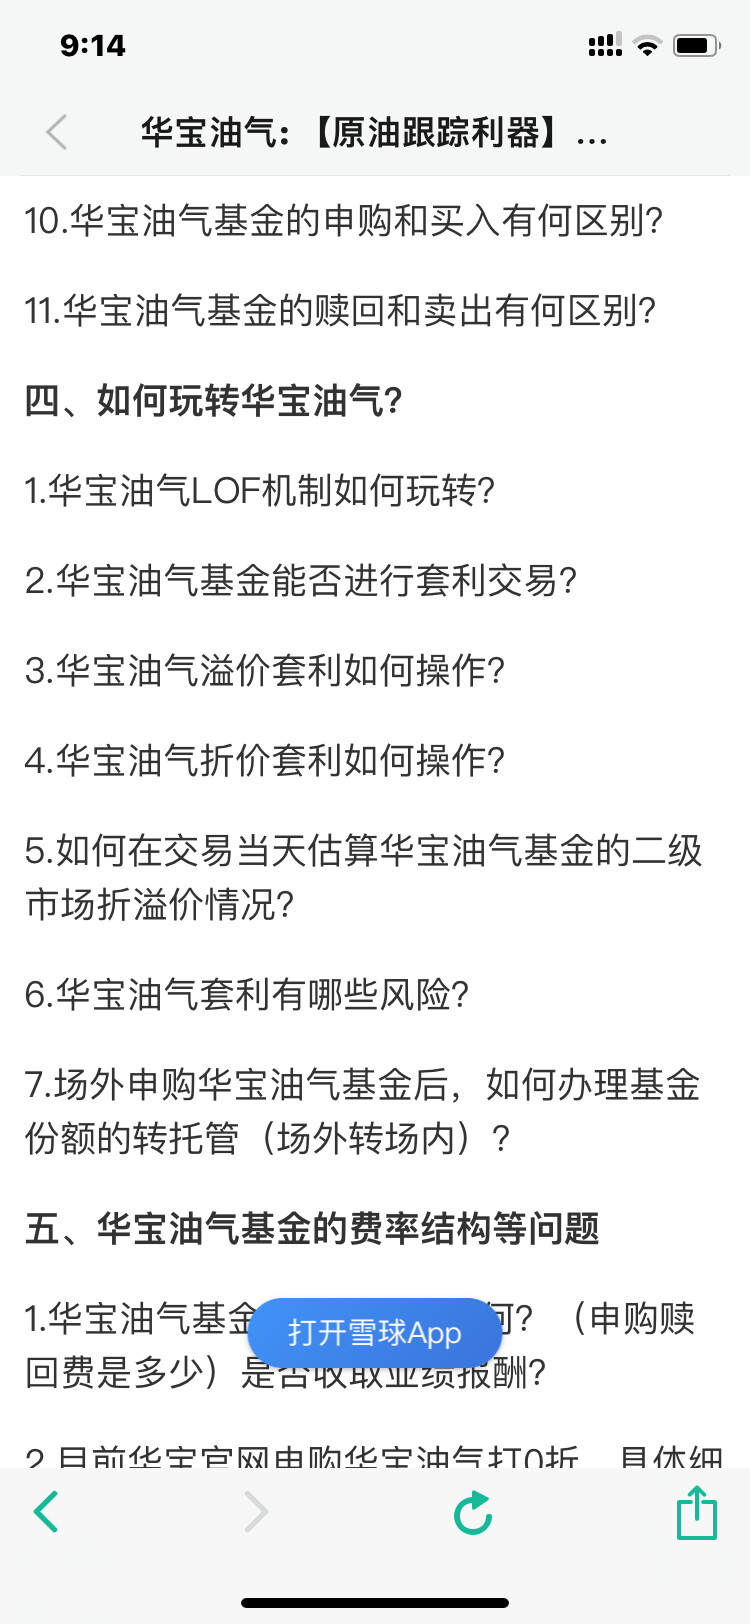 9:14
华宝油气:【原油跟踪利器】...
10.华宝油气基金的申购和买入有何区别?
11.华宝油气基金的赎回和卖出有何区别?
四、如何玩转华宝油气?
1.华宝油气LOF机制如何玩转?
2.华宝油气基金能否进行套利交易?
3.华宝油气溢价套利如何操作?
4.华宝油气折价套利如何操作?
5.如何在交易当天估算华宝油气基金的二级
市场折溢价情况?
6.华宝油气套利有哪些风险?
7.场外申购华宝油气基金后，如何办理基金
份额的转托管（场外转场内）?
五、华宝油气基金的费率结构等问题
1.华宝油气基金何?（申购赎
打开雪球App
回费是多少）是否收取业绩报酬?
2.目前华宝官网申购华宝油气打0折，具体细